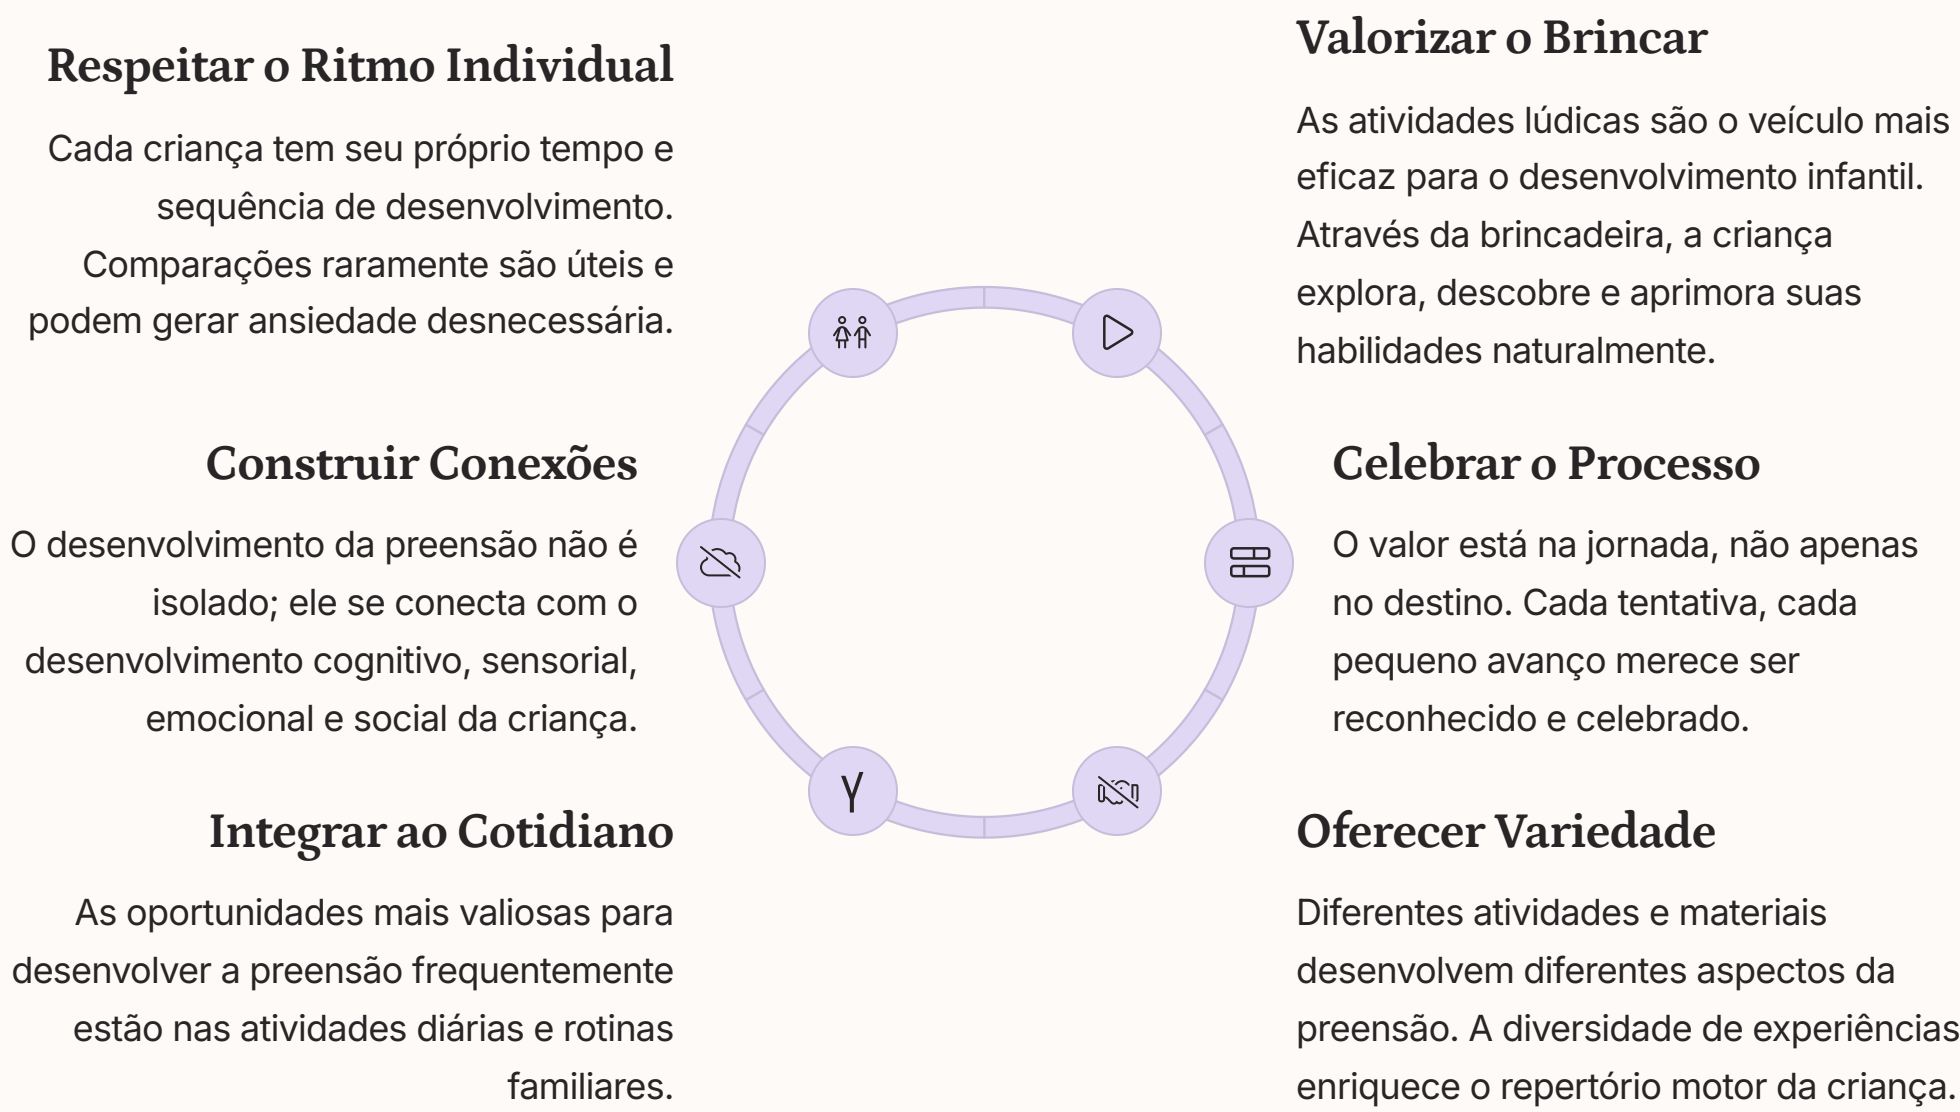 Respeitar o Ritmo Individual
Cada criança tem seu próprio tempo e
sequência de desenvolvimento.
Comparações raramente são úteis e
podem gerar ansiedade desnecessária.
Valorizar o Brincar
As atividades lúdicas são o veículo mais
eficaz para o desenvolvimento infantil.
Através da brincadeira, a criança
explora, descobre e aprimora suas
habilidades naturalmente.
Construir Conexões
O desenvolvimento da preensão não é
isolado; ele se conecta com o
desenvolvimento cognitivo, sensorial,
emocional e social da criança.
Celebrar o Processo
O valor está na jornada, não apenas
no destino. Cada tentativa, cada
pequeno avanço merece ser
reconhecido e celebrado.
Integrar ao Cotidiano
As oportunidades mais valiosas para
desenvolver a preensão frequentemente
estão nas atividades diárias e rotinas
familiares.
Oferecer Variedade
Diferentes atividades e materiais
desenvolvem diferentes aspectos da
preensão. A diversidade de experiências
enriquece o repertório motor da criança.